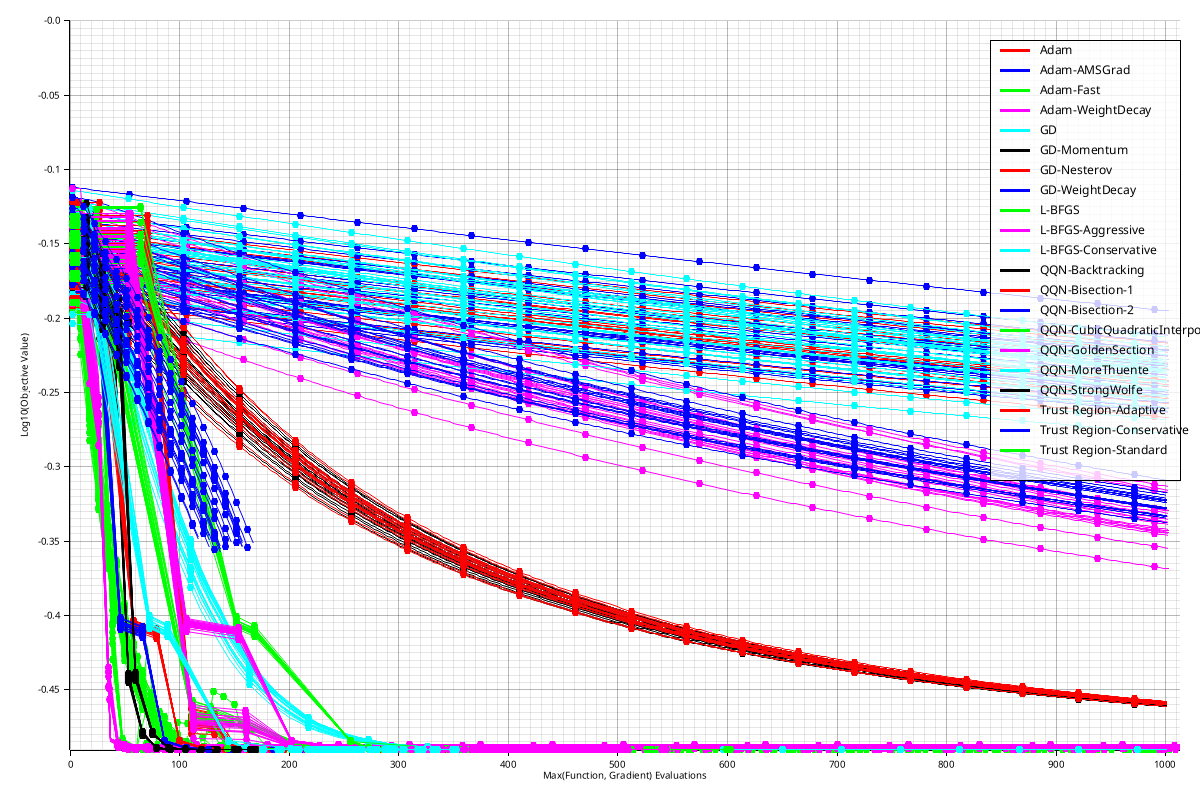 -0.0
-0.05
-0.1
-0.15
-0.2
-0.25
-0.3
-0.35
-0.4
-0.45
Log10(Objective Value)
0 100 200 300 400 500 600 700 800 900 1000
Max(Function, Gradient) Evaluations
Adam
Adam-AMSGrad
Adam-Fast
Adam-WeightDecay
GD
GD-Momentum
GD-Nesterov
GD-WeightDecay
L-BFGS
L-BFGS-Aggressive
L-BFGS-Conservative
QQN-Backtracking
QQN-Bisection-1
QQN-Bisection-2
QQN-CubicQuadraticInterpo
QQN-GoldenSection
QQN-MoreThuente
QQN-StrongWolfe
Trust Region-Adaptive
Trust Region-Conservative
Trust Region-Standard